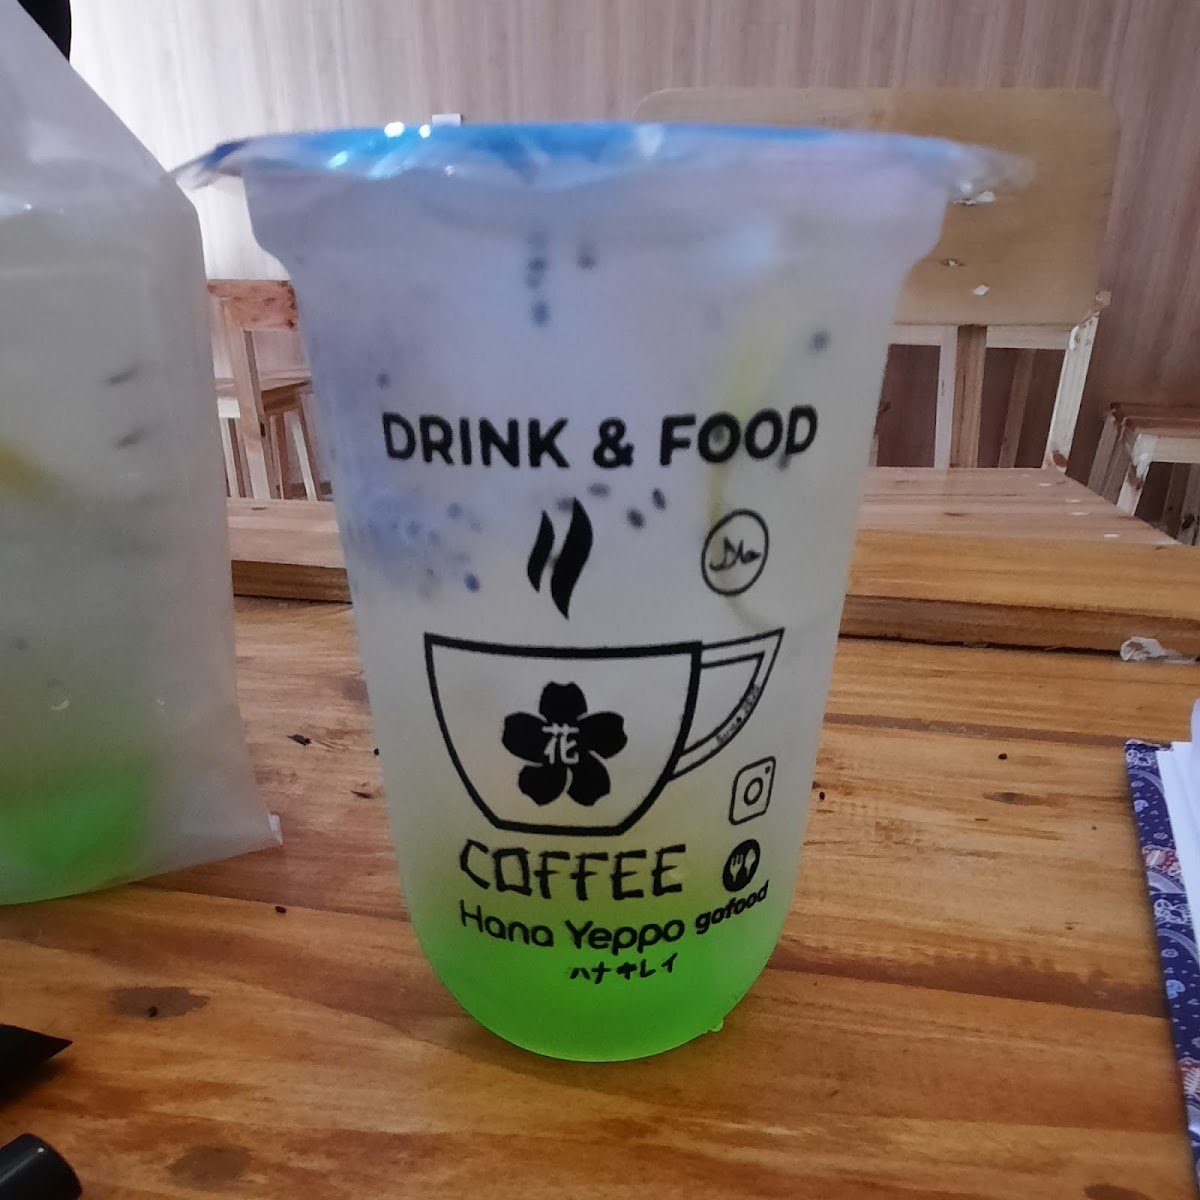 DRINK & FOOD
花
COFFEE
Hana Yeppo
gofood
ハナキレイ